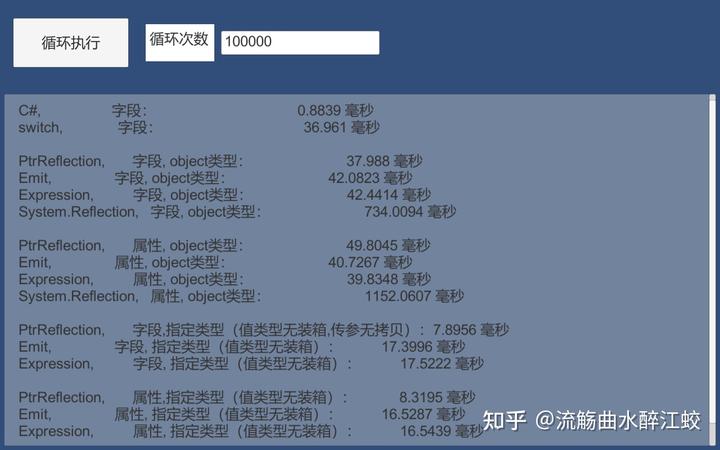 循环执行 循环次数 100000
C#, 字段: 0.8839 毫秒
switch, 字段: 36.961 毫秒
PtrReflection, 字段, object类型: 37.988 毫秒
Emit, 字段, object类型: 42.0823 毫秒
Expression, 字段, object类型: 42.4414 毫秒
System.Reflection, 字段, object类型: 734.0094 毫秒
PtrReflection, 属性, object类型: 49.8045 毫秒
Emit, 属性, object类型: 40.7267 毫秒
Expression, 属性, object类型: 39.8348 毫秒
System.Reflection, 属性, object类型: 1152.0607 毫秒
PtrReflection, 字段,指定类型（值类型无装箱,传参无拷贝）: 7.8956 毫秒
Emit, 字段, 指定类型（值类型无装箱）: 17.3996 毫秒
Expression, 字段, 指定类型（值类型无装箱）: 17.5222 毫秒
PtrReflection, 属性,指定类型（值类型无装箱）: 8.3195 毫秒
Emit, 属性, 指定类型（值类型无装箱）: 16.5287 毫秒
Expression, 属性, 指定类型（值类型无装箱）: 16.5439 毫秒
知乎 @流觞曲水醉江蛟